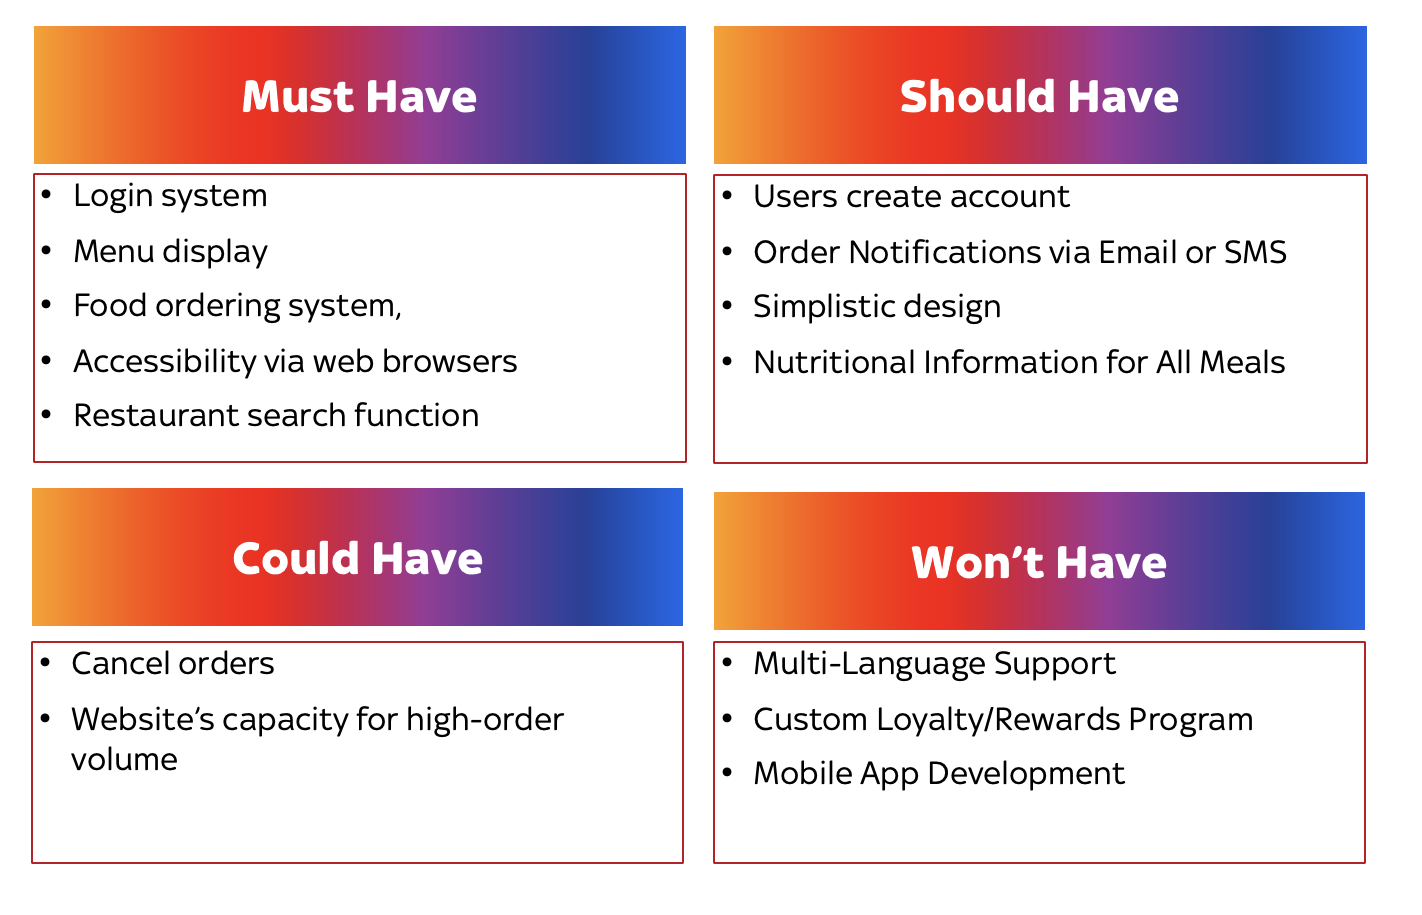 Must Have
• Login system
• Menu display
• Food ordering system,
• Accessibility via web browsers
• Restaurant search function
Should Have
• Users create account
• Order Notifications via Email or SMS
• Simplistic design
• Nutritional Information for All Meals
Could Have
• Cancel orders
• Website’s capacity for high-order
volume
Won’t Have
• Multi-Language Support
• Custom Loyalty/Rewards Program
• Mobile App Development